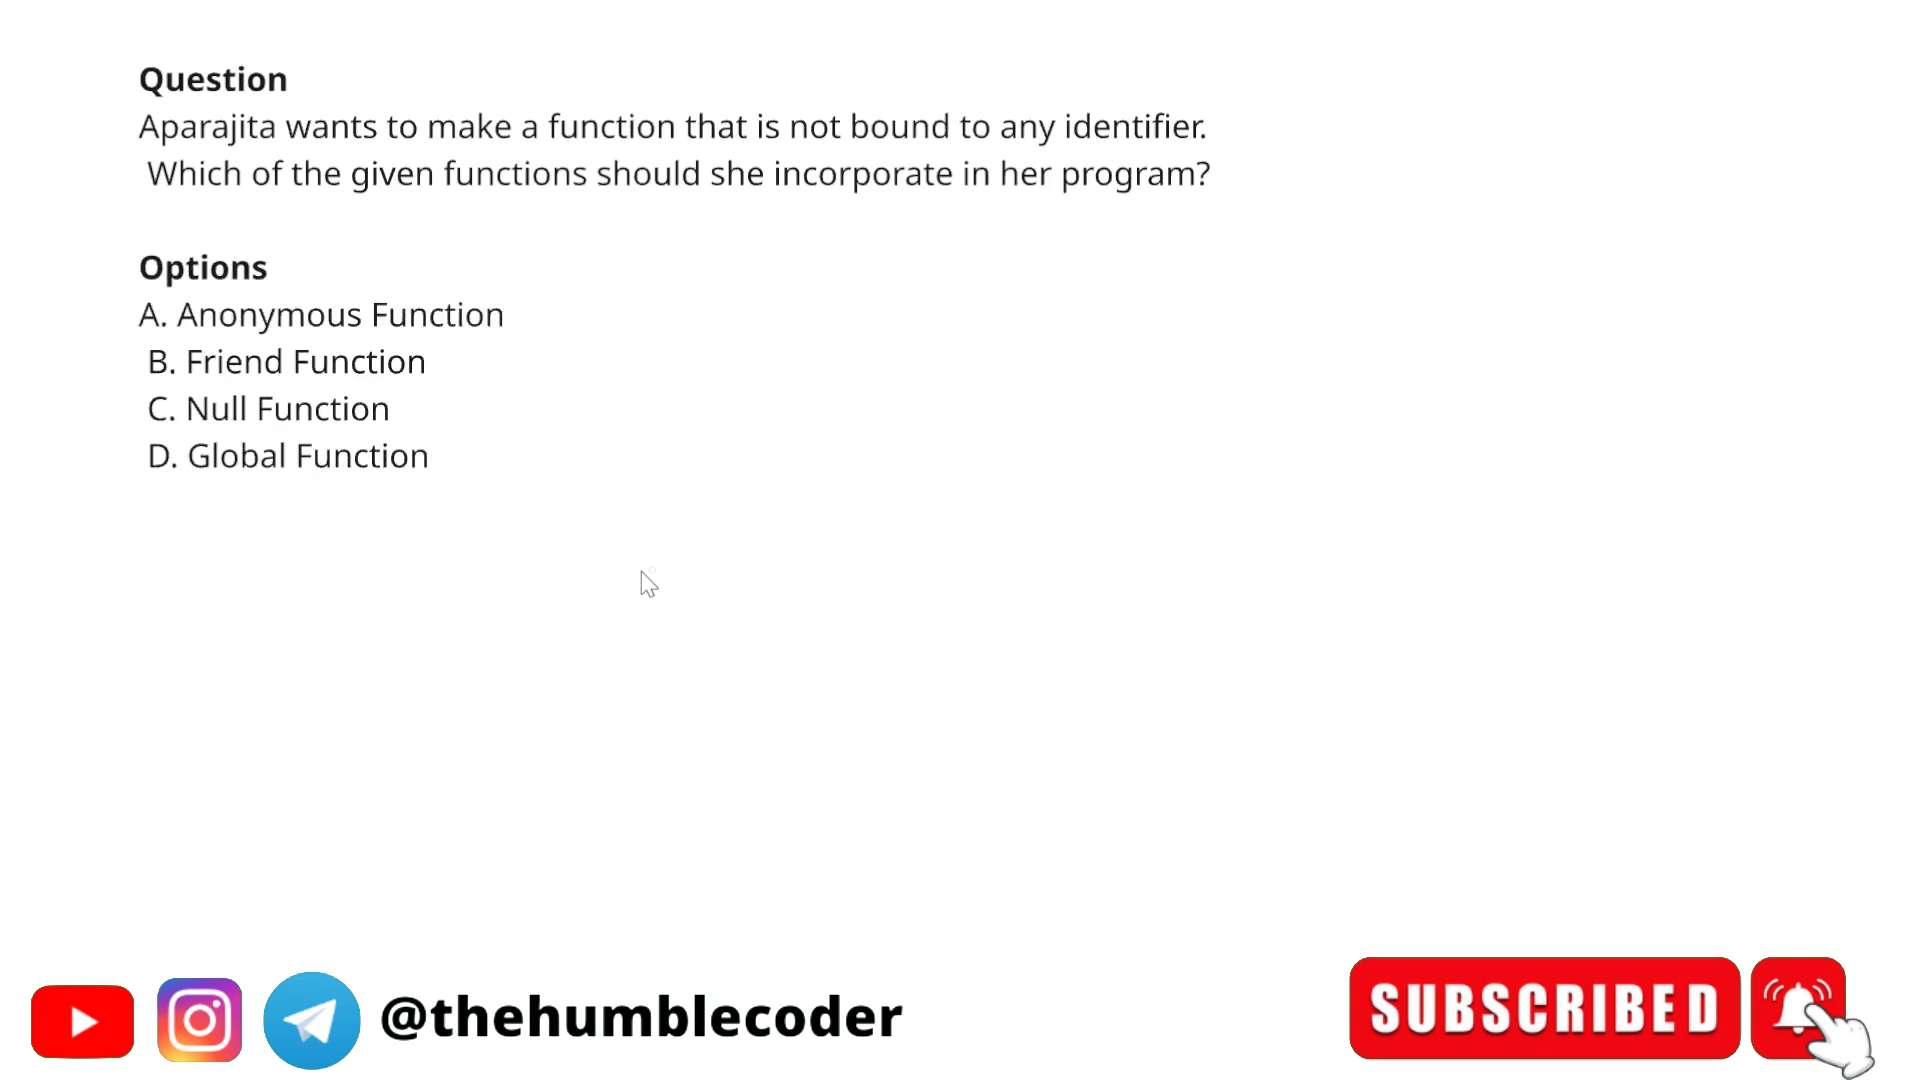 Question
Aparajita wants to make a function that is not bound to any identifier.
Which of the given functions should she incorporate in her program?
Options
A. Anonymous Function
B. Friend Function
C. Null Function
D. Global Function
@thehumblecoder
SUBSCRIBED